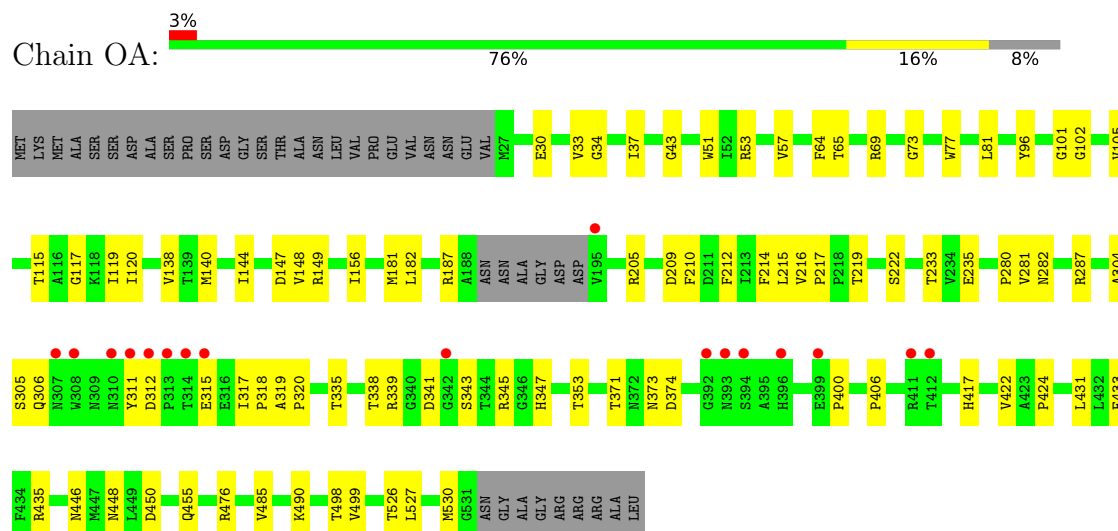 3%
Chain OA:
76% 16% 8%
MET LYS MET ALA SER SER ASP ALA SER PRO SER ASP GLY SER THR ALA ASN LEU VAL PRO GLU VAL ASN ASN GLU VAL M27 E30 V33 G34 I37 G43 W51 I52 R53 V57 F64 T65 R69 G73 W77 L81 Y96 G101 G102 V105
T115 A116 G117 K118 I119 I120 V138 T139 M140 I144 D147 V148 R149 I156 M181 L182 R187 A188 ASN ASN ALA GLY ASP ASP V195 R205 D209 F210 D211 F212 I213 F214 L215 V216 P217 P218 T219 S222 T233 V234 E235 P280 V281 N282 R287 A304
S305 Q306 N307 W308 N309 N310 Y311 D312 P313 T314 E315 E316 I317 P318 A319 P320 T335 T338 R339 G340 D341 G342 S343 T344 R345 G346 H347 T353 T371 N372 N373 D374 G392 N393 S394 A395 H396 E399 P400 P406 R411 T412 H417 V422 A423 P424 L431 L432 E433
F434 R435 N446 M447 N448 L449 D450 Q455 R476 V485 K490 T498 V499 T526 L527 M530 G531 ASN GLY ALA GLY ARG ARG ALA LEU